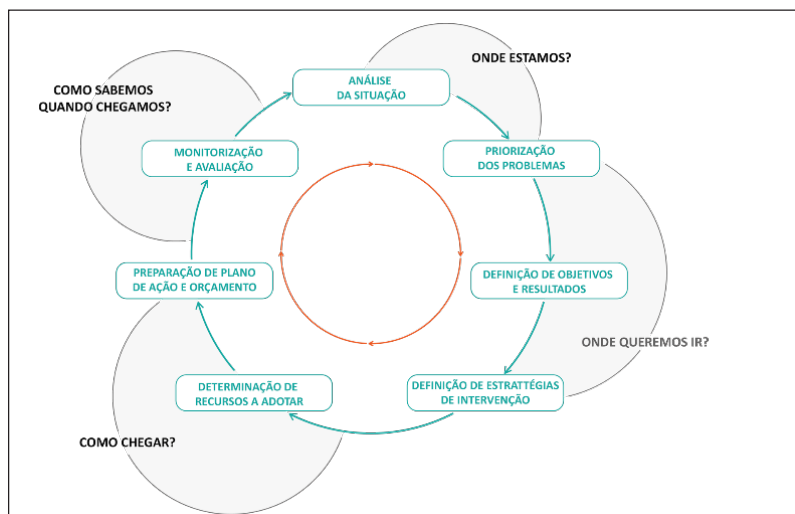 ONDE ESTAMOS?
ANÁLISE
DA SITUAÇÃO
COMO SABEMOS
QUANDO CHEGAMOS?
MONITORIZAÇÃO
E AVALIAÇÃO
PRIORIZAÇÃO
DOS PROBLEMAS
PREPARAÇÃO DE PLANO
DE AÇÃO E ORÇAMENTO
DEFINIÇÃO DE OBJETIVOS
E RESULTADOS
ONDE QUEREMOS IR?
DETERMINAÇÃO DE
RECURSOS A ADOTAR
DEFINIÇÃO DE ESTRATTÉGIAS
DE INTERVENÇÃO
COMO CHEGAR?